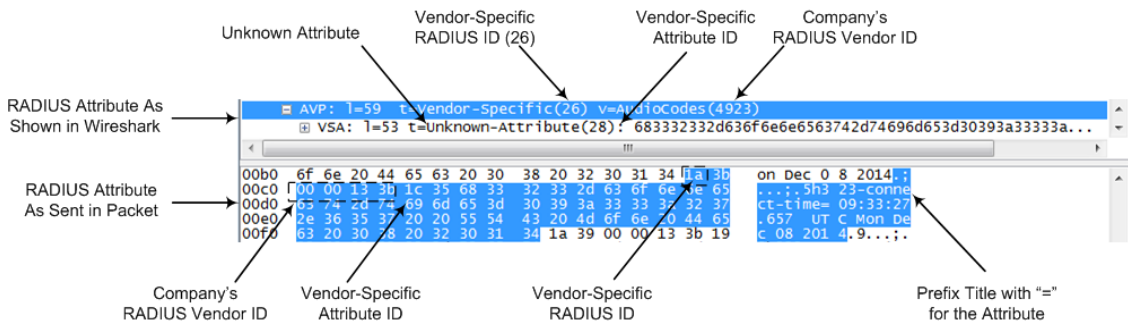 Unknown Attribute
Vendor-Specific
RADIUS ID (26)
Vendor-Specific
Attribute ID
Company's
RADIUS Vendor ID
RADIUS Attribute As
Shown in Wireshark
AVP: l=59 t=Vendor-Specific(26) v=AudioCodes(4923)
VSA: l=53 t=Unknown-Attribute(28): 683332332d636f6e6e6563742d74696d653d30393a33333a...
RADIUS Attribute
As Sent in Packet
00b0 6f 6e 20 44 65 63 20 30 38 20 32 30 31 34 1a 3b on Dec 0 8 2014.;
00c0 00 00 13 3b 1c 35 68 33 32 33 2d 63 6f 6e 6e 65 ...;.5h3 23-conne
00d0 63 74 2d 74 69 6d 65 3d 30 39 3a 33 33 3a 32 37 ct-time= 09:33:27
00e0 2e 36 35 37 20 20 55 54 43 20 4d 6f 6e 20 44 65 .657 UT C Mon De
00f0 63 20 30 38 20 32 30 31 34 1a 39 00 00 13 3b 19 c 08 201 4.9...;.
Company's
RADIUS Vendor ID
Vendor-Specific
Attribute ID
Vendor-Specific
RADIUS ID
Prefix Title with "="
for the Attribute